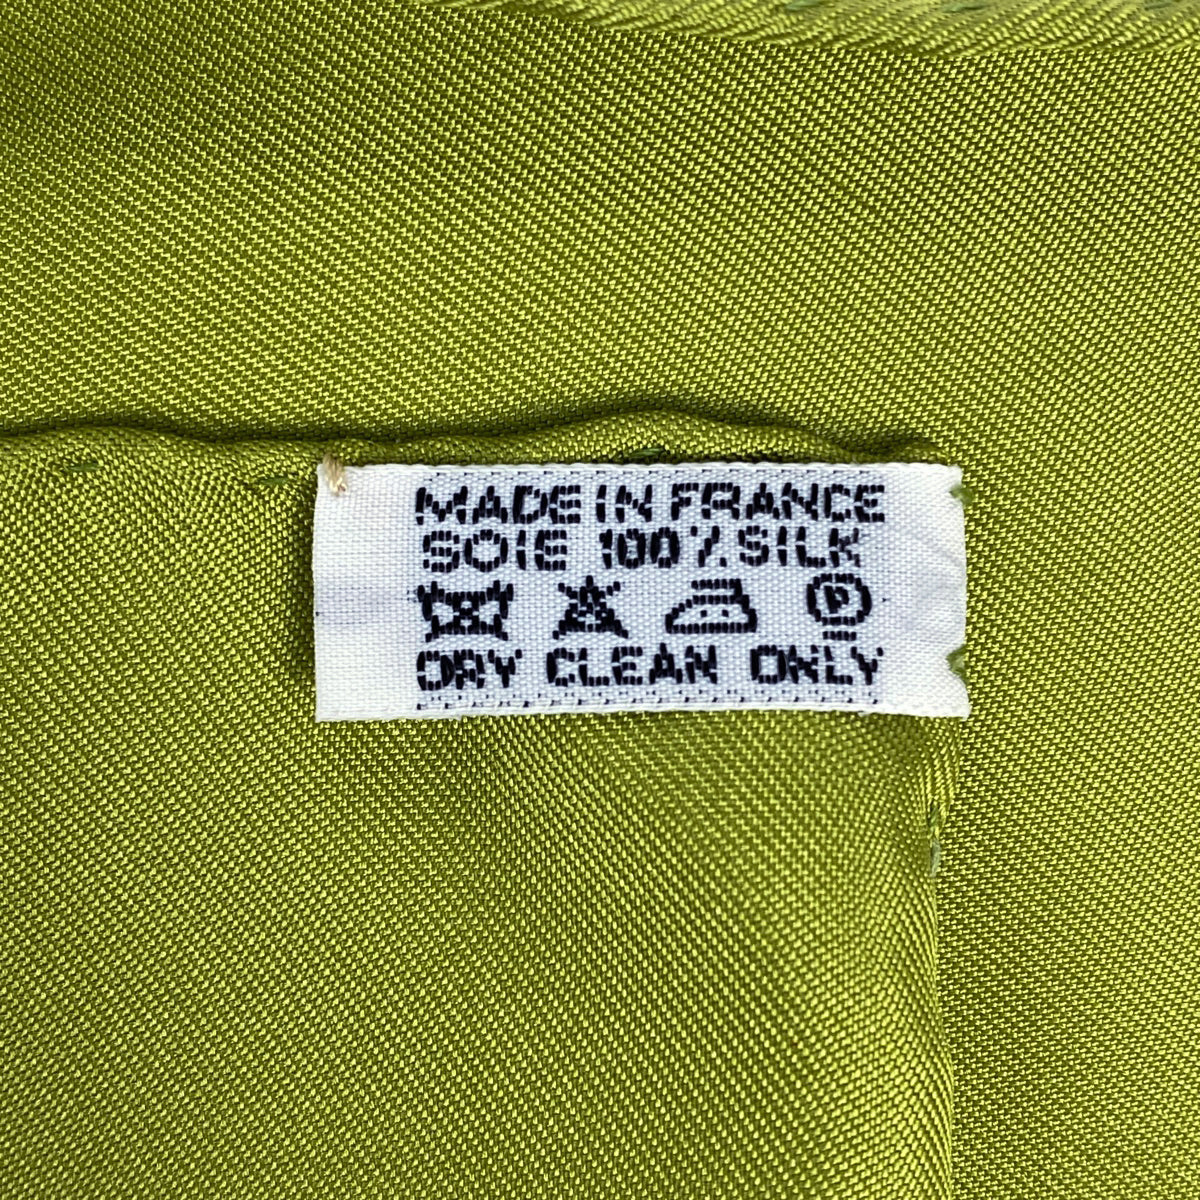 MADE IN FRANCE
SOIE 100% SILK
P
DRY CLEAN ONLY